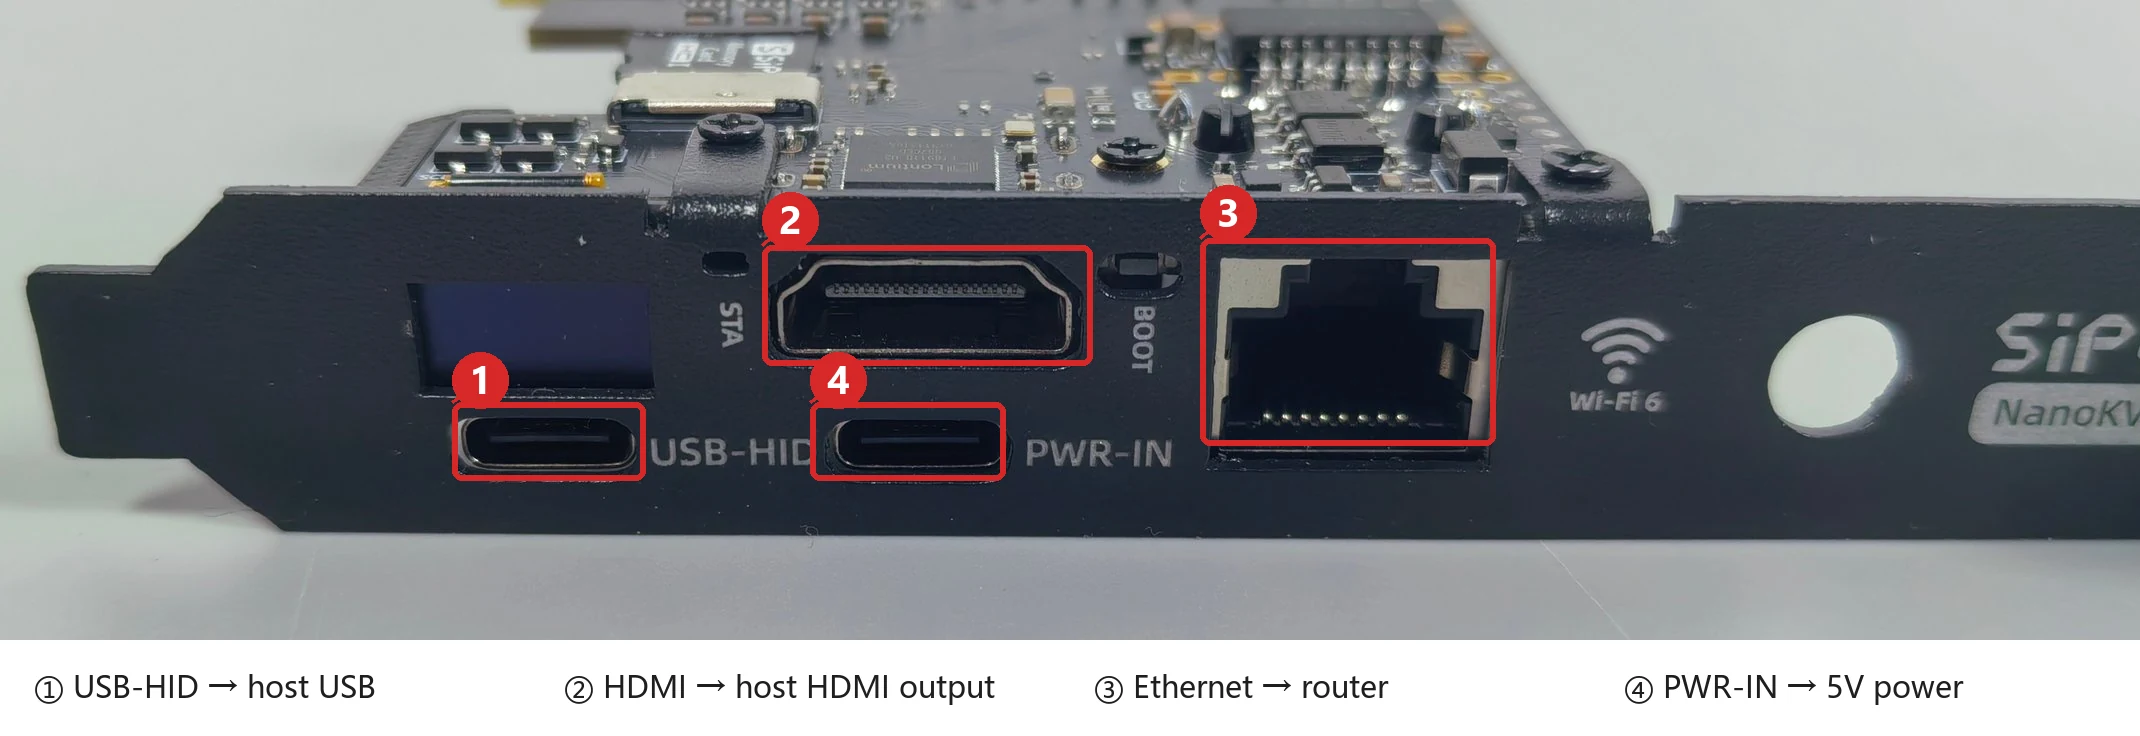 2
3
STA
BOOT
Wi-Fi 6
SiP
NanoKV
1
4
USB-HID
PWR-IN
① USB-HID → host USB
② HDMI → host HDMI output
③ Ethernet → router
④ PWR-IN → 5V power